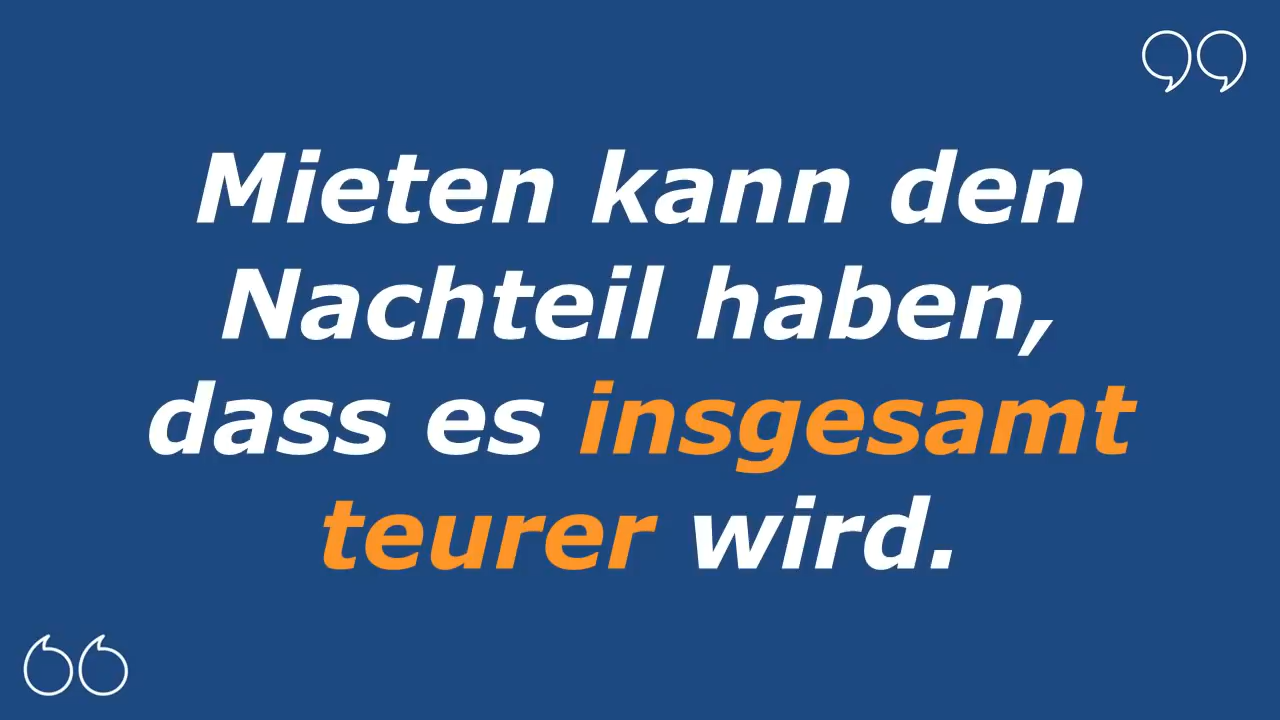 Mieten kann den
Nachteil haben,
dass es insgesamt
teurer wird.